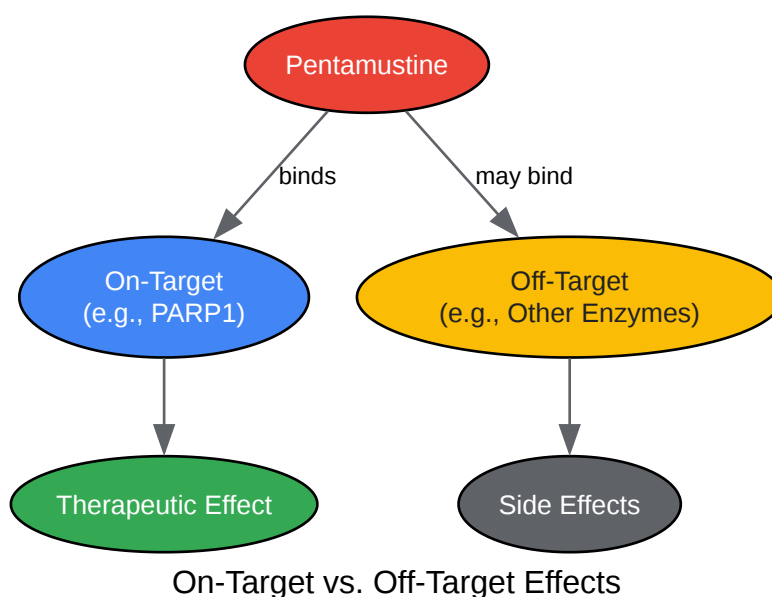 Pentamustine
binds
may bind
On-Target
(e.g., PARP1)
Off-Target
(e.g., Other Enzymes)
Therapeutic Effect
Side Effects
On-Target vs. Off-Target Effects